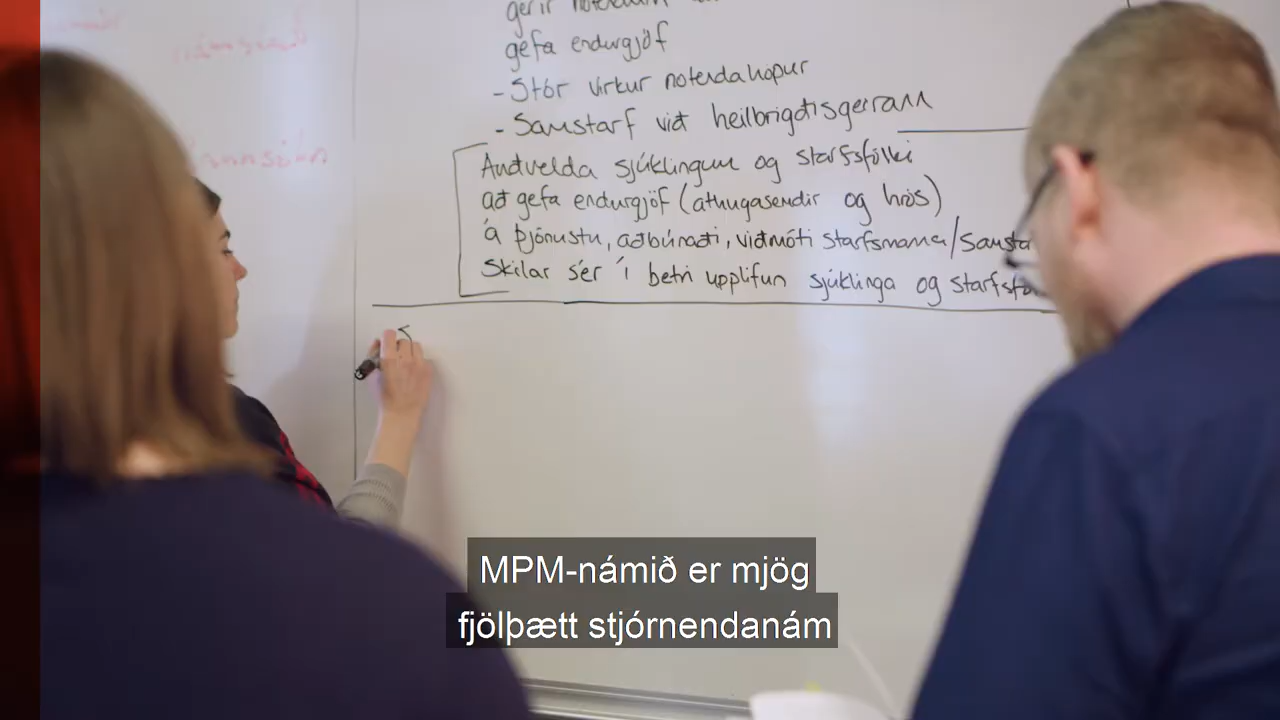 gerir
gefa endurgjöf
- Stór virkur notendahópur
- Samstarf við heilbrigðisgeirann
Auðvelda sjúklingum og starfsfólki
að gefa endurgjöf (athugasemdir og hrós)
á þjónustu, aðbúnaði, viðmóti starfsmanna/
Skilar sér í betri upplifun sjúklinga og
MPM-námið er mjög
fjölþætt stjórnendanám